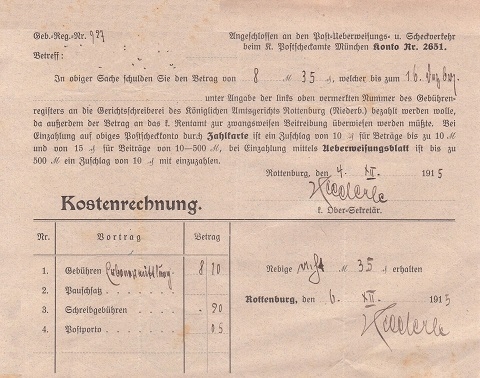 Geb.-Reg.-Nr. 927
Angeschlossen an den Post-Ueberweisungs- u. Scheckverkehr
beim K. Postscheckamte München Konto Nr. 2651.
Betreff:
In obiger Sache schulden Sie den Betrag von 8 M 35 ₰, welcher bis zum 16.
unter Angabe der links oben vermerkten Nummer des Gebühren-
registers an die Gerichtsschreiberei des Königlichen Amtsgerichts Rottenburg (Niederb.) bezahlt werden wolle,
da außerdem der Betrag an das k. Rentamt zur zwangsweisen Beitreibung überwiesen werden müßte. Bei
Einzahlung auf obiges Postscheckkonto durch Zahlkarte ist ein Zuschlag von 10 ₰ für Beträge bis zu 10 M
und von 15 ₰ für Beträge von 10—500 M, bei Einzahlung mittels Ueberweisungsblatt ist bis zu
500 M ein Zuschlag von 10 ₰ mit einzuzahlen.
Rottenburg, den 4. XII. 1915
k. Ober-Sekretär.
Kostenrechnung.
Nr. Vortrag Betrag
1. Gebühren
2. Pauschsatz
3. Schreibgebühren - 90
4. Postporto 05
M 35 ₰ erhalten
Rottenburg, den 6. XII. 1915